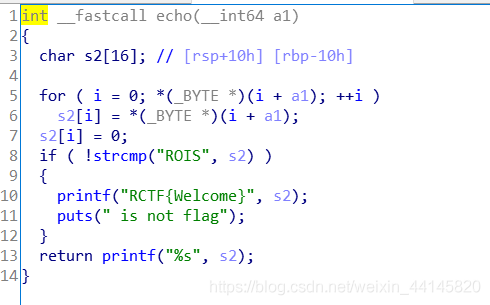 1 int __fastcall echo(__int64 a1)
2 {
3 char s2[16]; // [rsp+10h] [rbp-10h]
4
5 for ( i = 0; *(_BYTE *)(i + a1); ++i )
6 s2[i] = *(_BYTE *)(i + a1);
7 s2[i] = 0;
8 if ( !strcmp("ROIS", s2) )
9 {
10 printf("RCTF{Welcome}", s2);
11 puts(" is not flag");
12 }
13 return printf("%s", s2);
14 }
https://blog.csdn.net/weixin_44145820